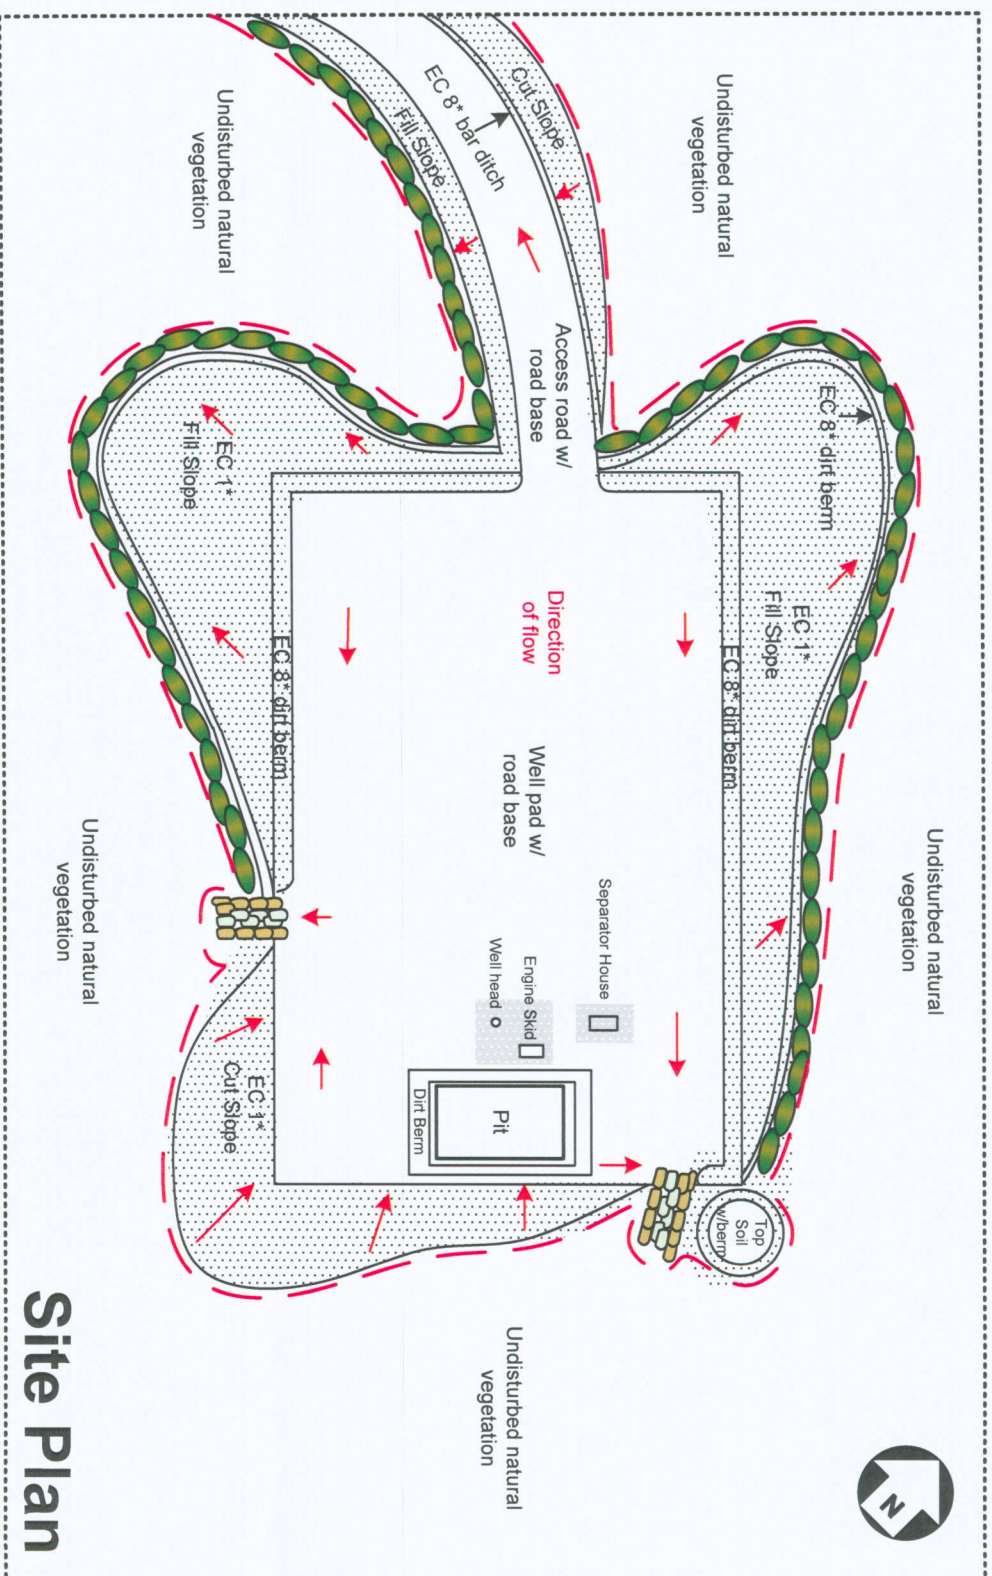 Site Plan
N
Undisturbed natural
vegetation
Undisturbed natural
vegetation
Undisturbed natural
vegetation
Cut Slope
EC 8* bar ditch
Fill Slope
Undisturbed natural
vegetation
Access road w/
road base
EC 8* dirt berm
EC 1*
Fill Slope
EC 8* dirt berm
Direction
of flow
Well pad w/
road base
Separator House
Engine Skid
Well head
Pit
Dirt Berm
Top
Soil
w/berm
EC 1*
Fill Slope
EC 8* dirt berm
EC 1*
Cut Slope
Undisturbed natural
vegetation